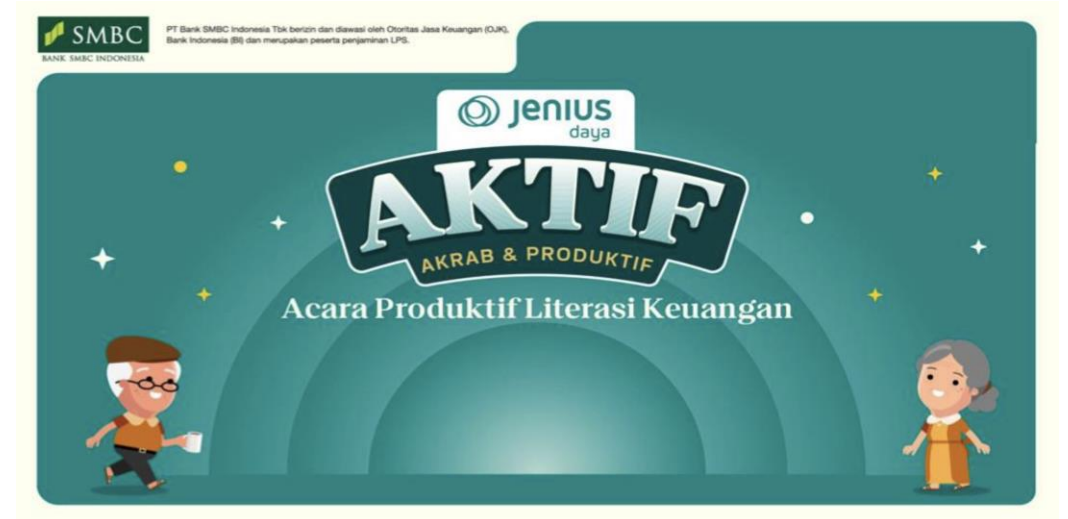 SMBC
BANK SMBC INDONESIA
PT Bank SMBC Indonesia Tbk berizin dan diawasi oleh Otoritas Jasa Keuangan (OJK),
Bank Indonesia (BI) dan merupakan peserta penjaminan LPS.
Jenius
daya
AKTIF
AKRAB & PRODUKTIF
Acara Produktif Literasi Keuangan